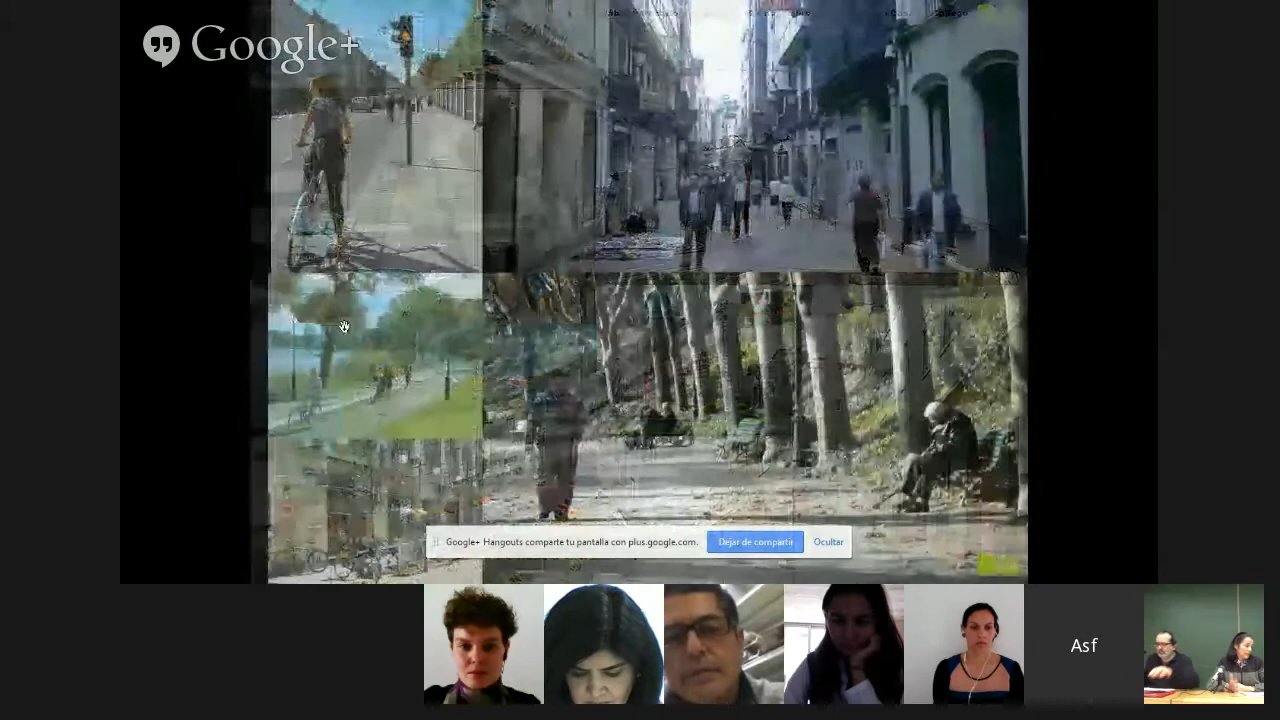 Google+
Google+ Hangouts comparte tu pantalla con plus.google.com.
Dejar de compartir
Ocultar
Asf